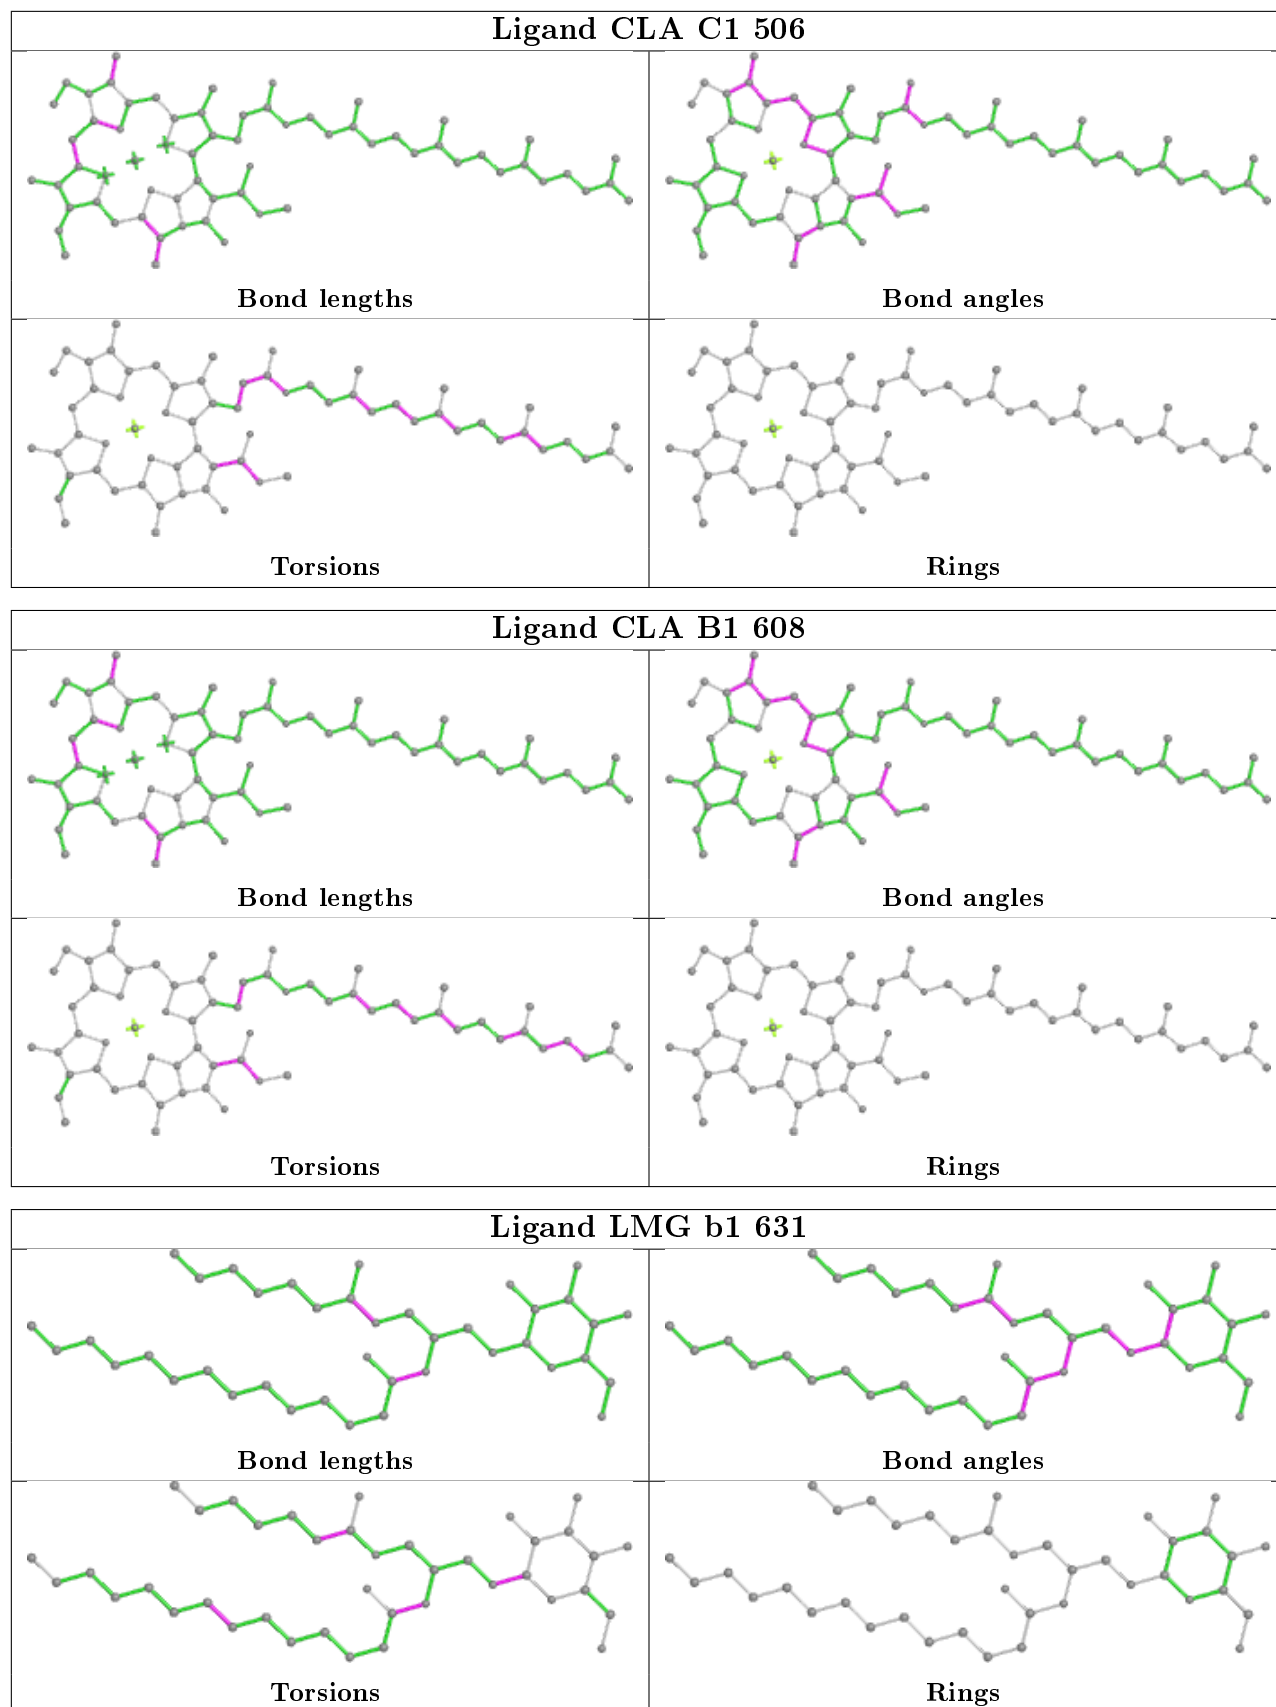 Ligand CLA C1 506
Bond lengths
Bond angles
Torsions
Rings
Ligand CLA B1 608
Bond lengths
Bond angles
Torsions
Rings
Ligand LMG b1 631
Bond lengths
Bond angles
Torsions
Rings